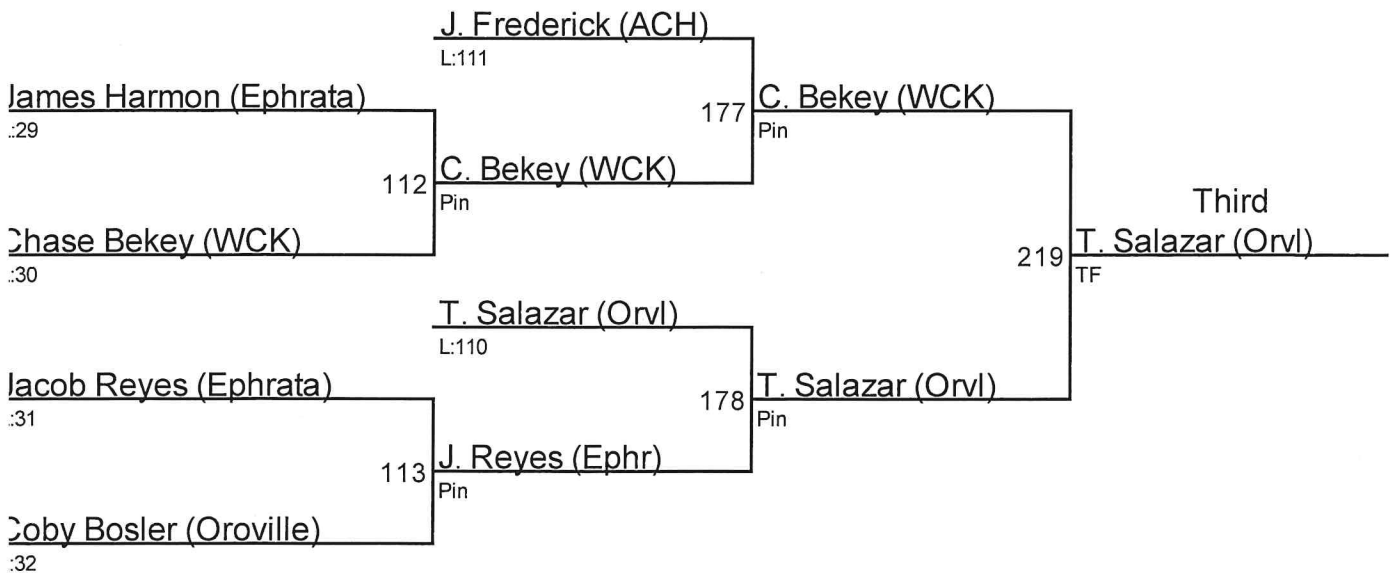 J. Frederick (ACH)
L:111
James Harmon (Ephrata)
:29
177
C. Bekey (WCK)
Pin
112
C. Bekey (WCK)
Pin
Third
Chase Bekey (WCK)
:30
219
T. Salazar (Orvl)
TF
T. Salazar (Orvl)
L:110
Jacob Reyes (Ephrata)
:31
178
T. Salazar (Orvl)
Pin
113
J. Reyes (Ephr)
Pin
Coby Bosler (Oroville)
:32